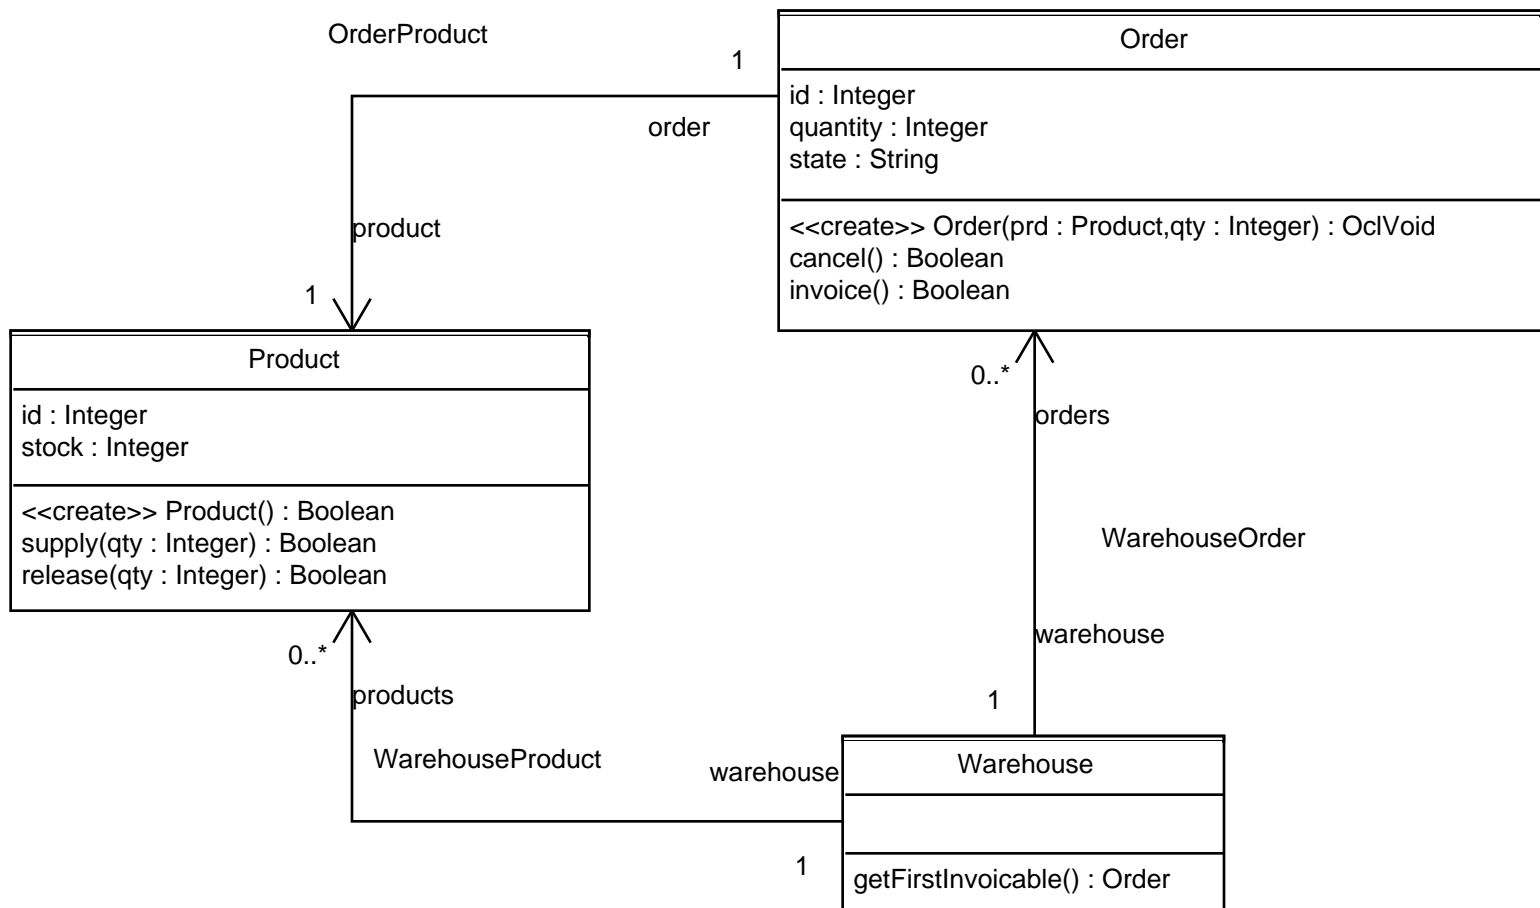 OrderProduct
1
order
product
1
Order
id : Integer
quantity : Integer
state : String
<<create>> Order(prd : Product,qty : Integer) : OclVoid
cancel() : Boolean
invoice() : Boolean
Product
id : Integer
stock : Integer
<<create>> Product() : Boolean
supply(qty : Integer) : Boolean
release(qty : Integer) : Boolean
0..*
orders
WarehouseOrder
warehouse
1
0..*
products
WarehouseProduct
warehouse
1
Warehouse
getFirstInvoicable() : Order